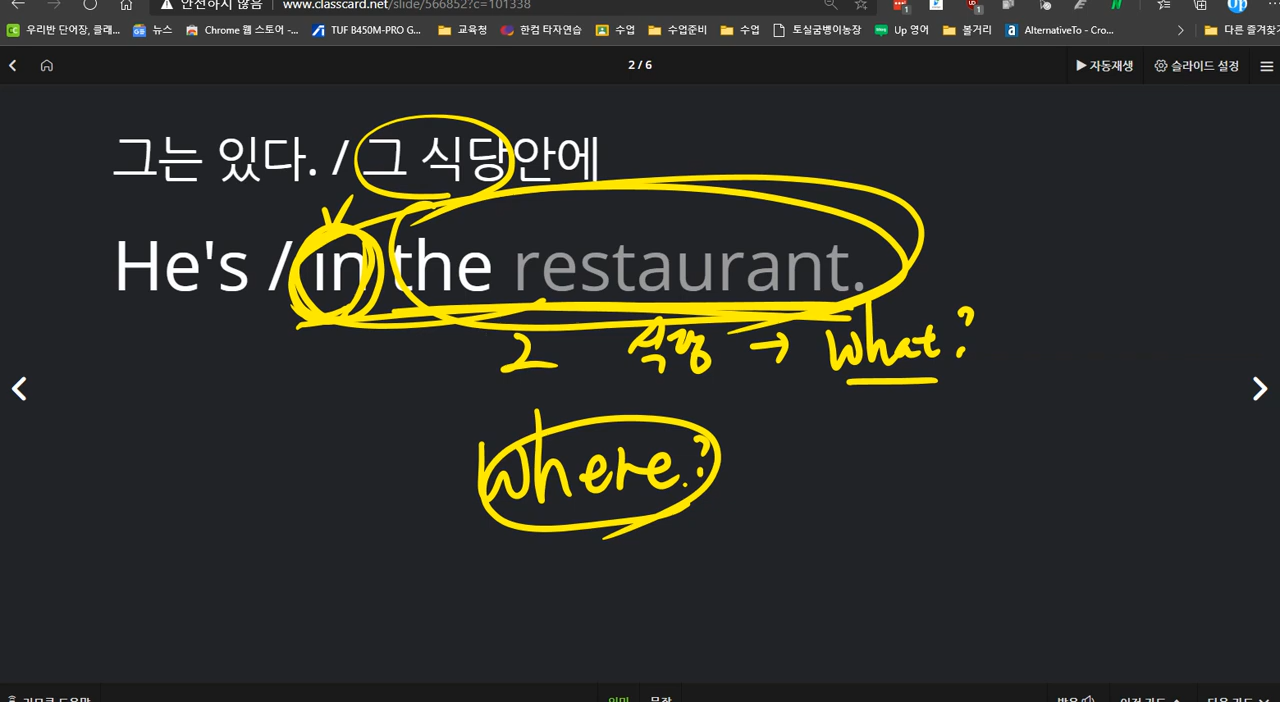 안전하지 않음 www.classcard.net/slide/566852?c=101338
우리반 단어장, 클래... 뉴스 Chrome 웹 스토어 -... TUF B450M-PRO G... 교육청 한컴 타자연습 수업 수업준비 수업 토실굼벵이농장 Up 영어 볼거리 AlternativeTo - Cro... 다른 즐겨찾기
2 / 6 자동재생 슬라이드 설정
그는 있다. / 그 식당안에
He's / in the restaurant.
그 식당 → what?
where?